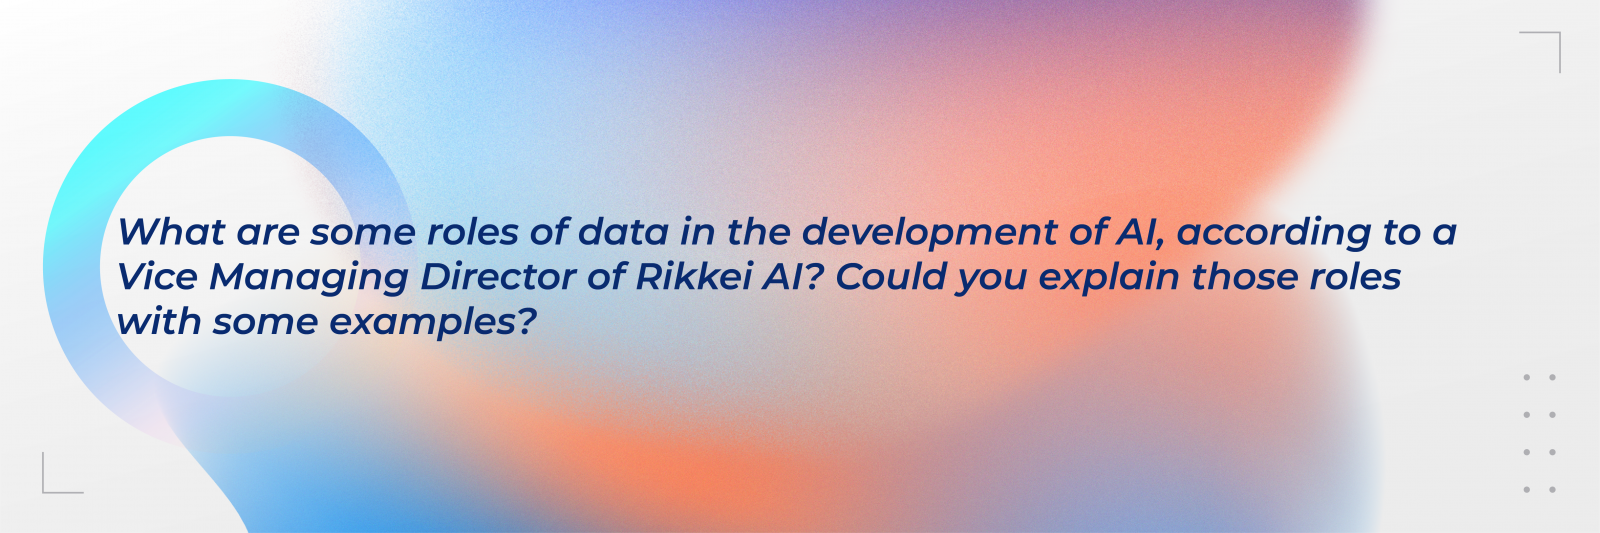 What are some roles of data in the development of AI, according to a
Vice Managing Director of Rikkei AI? Could you explain those roles
with some examples?